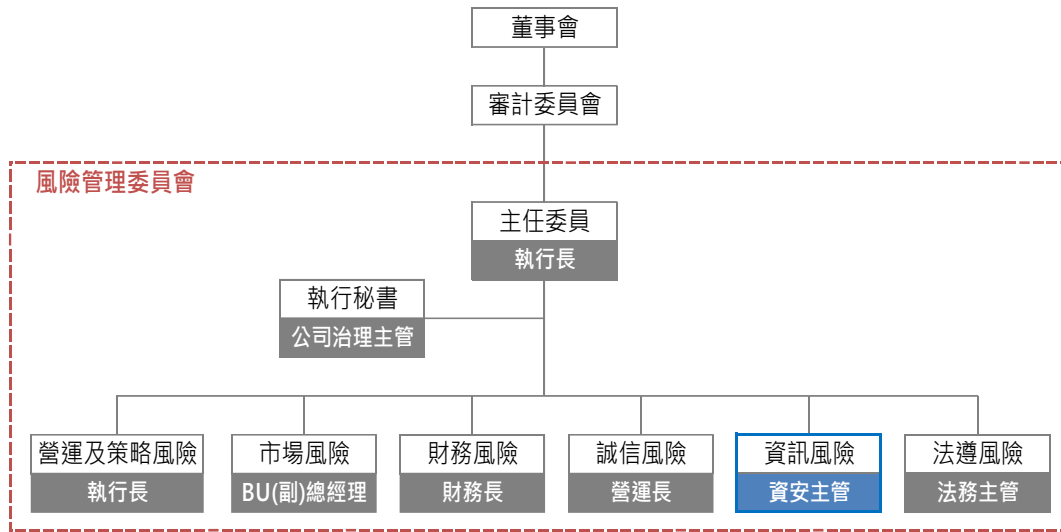 董事會
審計委員會
風險管理委員會
主任委員
執行長
執行秘書
公司治理主管
營運及策略風險
執行長
市場風險
BU(副)總經理
財務風險
財務長
誠信風險
營運長
資訊風險
資安主管
法遵風險
法務主管